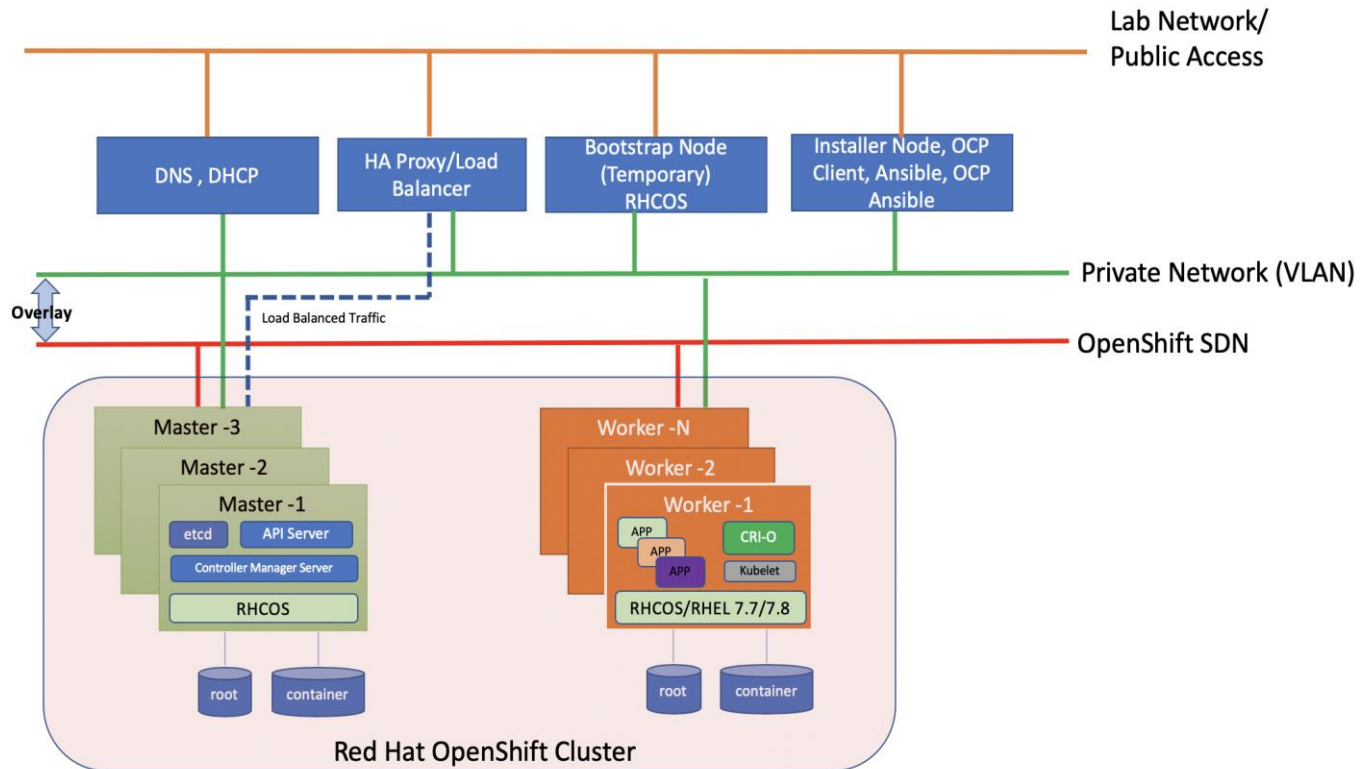 Lab Network/
Public Access
DNS , DHCP
HA Proxy/Load
Balancer
Bootstrap Node
(Temporary)
RHCOS
Installer Node, OCP
Client, Ansible, OCP
Ansible
Private Network (VLAN)
Overlay
Load Balanced Traffic
OpenShift SDN
Master -3
Master -2
Master -1
etcd
API Server
Controller Manager Server
RHCOS
root
container
Worker -N
Worker -2
Worker -1
APP
APP
APP
CRI-O
Kubelet
RHCOS/RHEL 7.7/7.8
root
container
Red Hat OpenShift Cluster